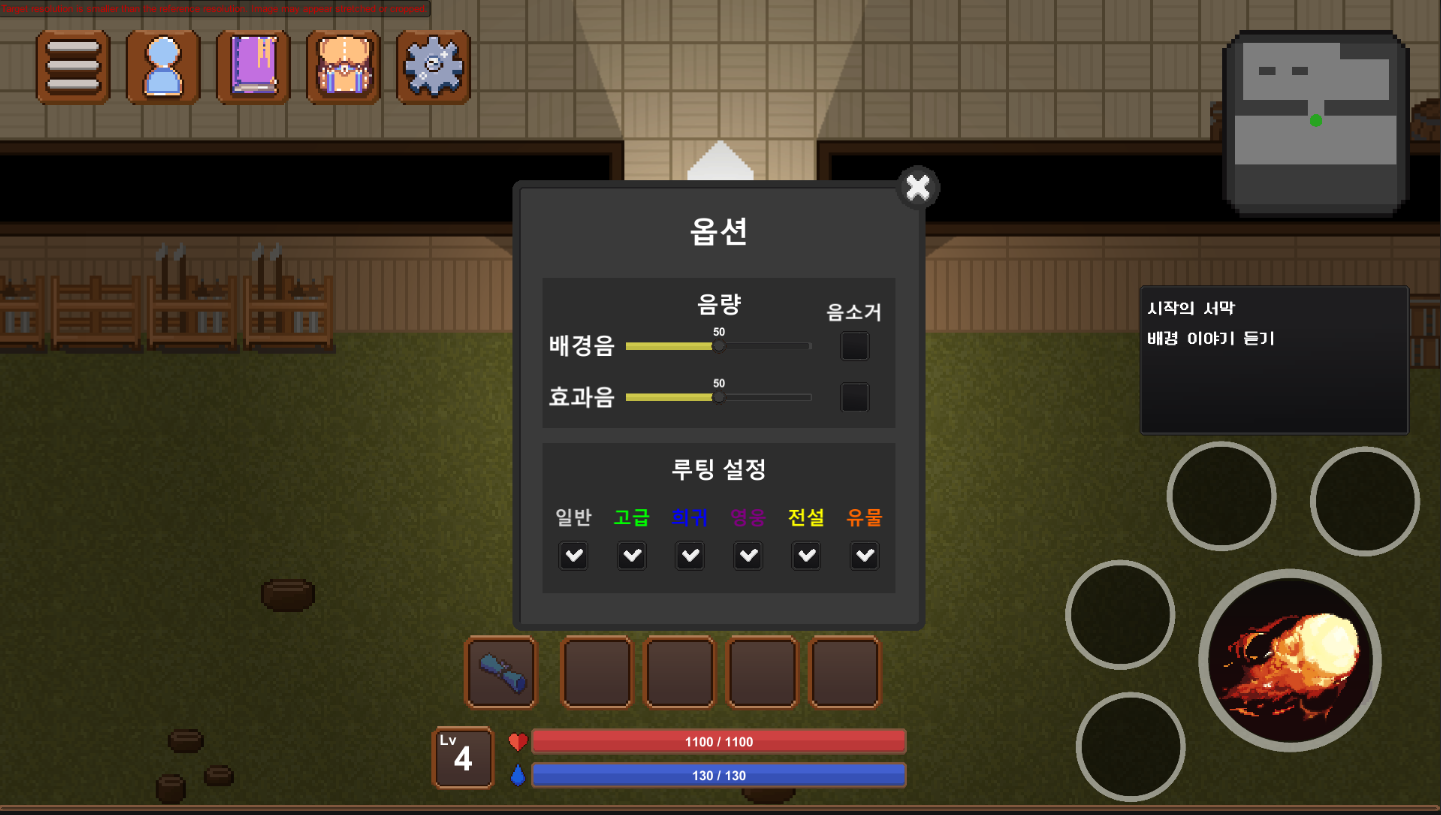 옵션
음량
음소거
50
배경음
50
효과음
루팅 설정
일반 고급 희귀 영웅 전설 유물
시작의 서막
배경 이야기 듣기
Lv
4
1100 / 1100
130 / 130